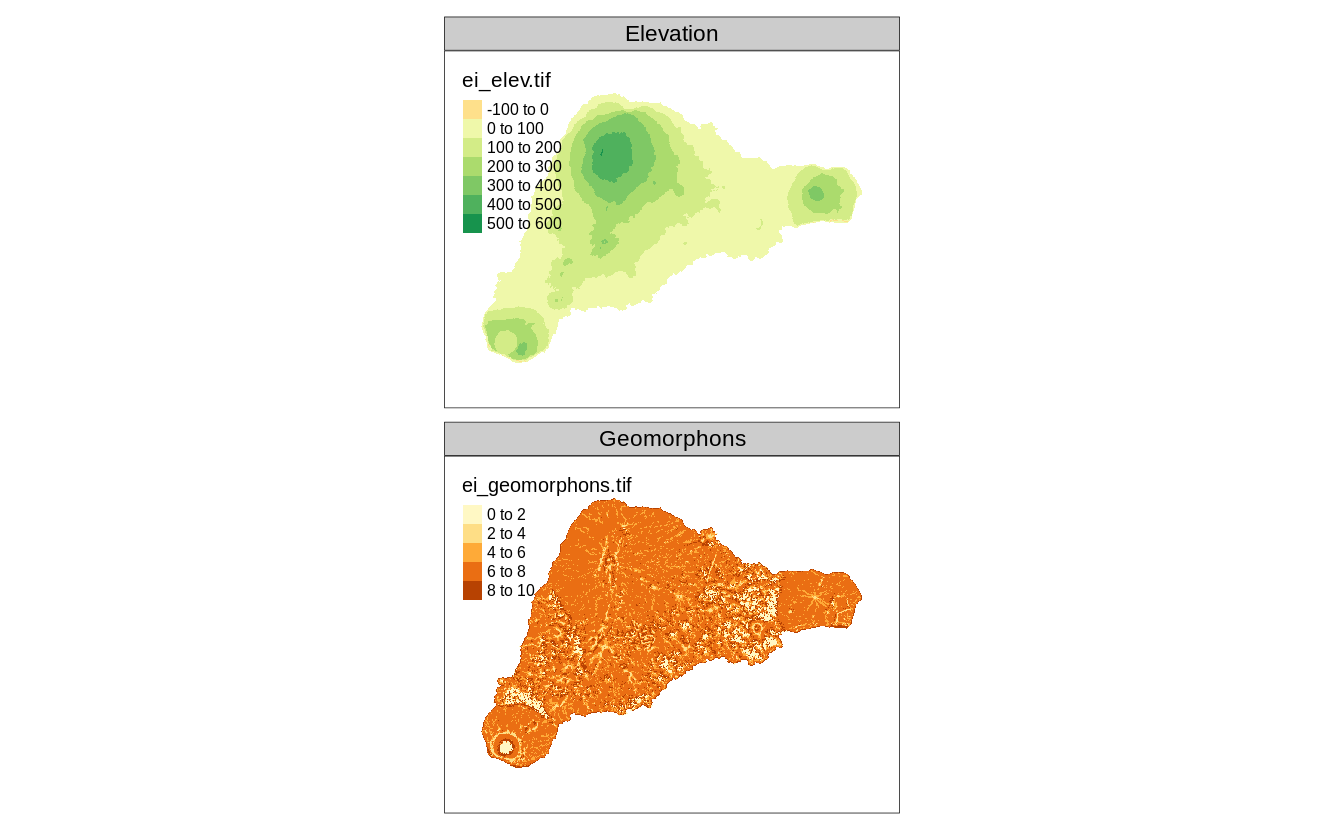 Elevation
ei_elev.tif
-100 to 0
0 to 100
100 to 200
200 to 300
300 to 400
400 to 500
500 to 600
Geomorphons
ei_geomorphons.tif
0 to 2
2 to 4
4 to 6
6 to 8
8 to 10